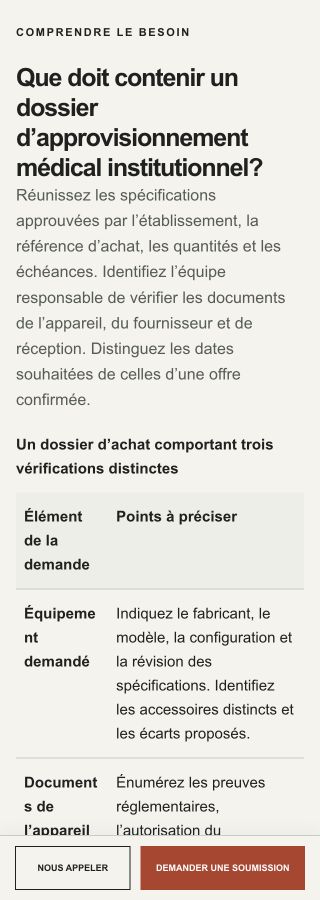 COMPRENDRE LE BESOIN
Que doit contenir un
dossier
d’approvisionnement
médical institutionnel?
Réunissez les spécifications
approuvées par l’établissement, la
référence d’achat, les quantités et les
échéances. Identifiez l’équipe
responsable de vérifier les documents
de l’appareil, du fournisseur et de
réception. Distinguez les dates
souhaitées de celles d’une offre
confirmée.
Un dossier d’achat comportant trois
vérifications distinctes
Élément
de la
demande
Points à préciser
Équipeme
nt
demandé
Indiquez le fabricant, le
modèle, la configuration et
la révision des
spécifications. Identifiez
les accessoires distincts et
les écarts proposés.
Document
s de
l’appareil
Énumérez les preuves
réglementaires,
l’autorisation du
NOUS APPELER
DEMANDER UNE SOUMISSION